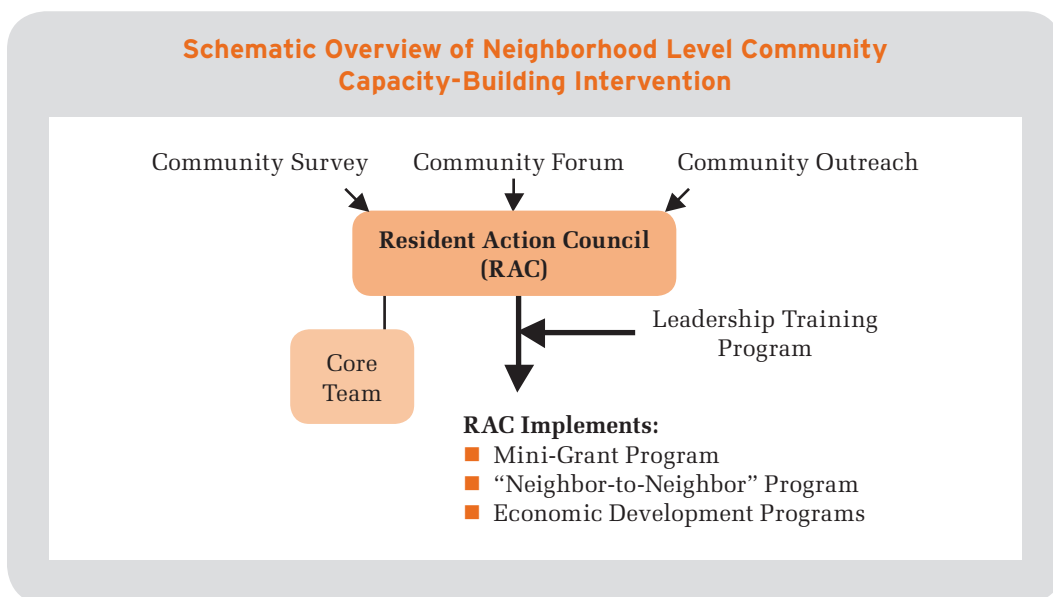 Schematic Overview of Neighborhood Level Community
Capacity-Building Intervention
Community Survey
Community Forum
Community Outreach
Resident Action Council
(RAC)
Leadership Training
Program
Core
Team
RAC Implements:
■ Mini-Grant Program
■ “Neighbor-to-Neighbor” Program
■ Economic Development Programs